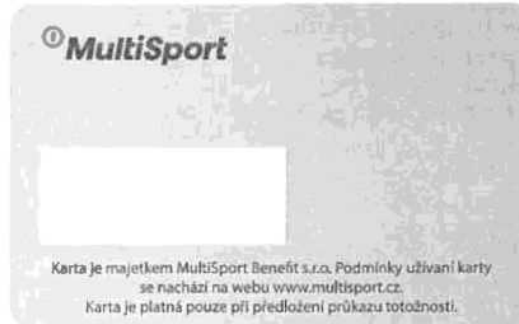 MultiSport
Karta je majetkem MultiSport Benefit s.r.o. Podmínky užívaní karty
se nachází na webu www.multisport.cz.
Karta je platná pouze při předložení průkazu totožnosti.